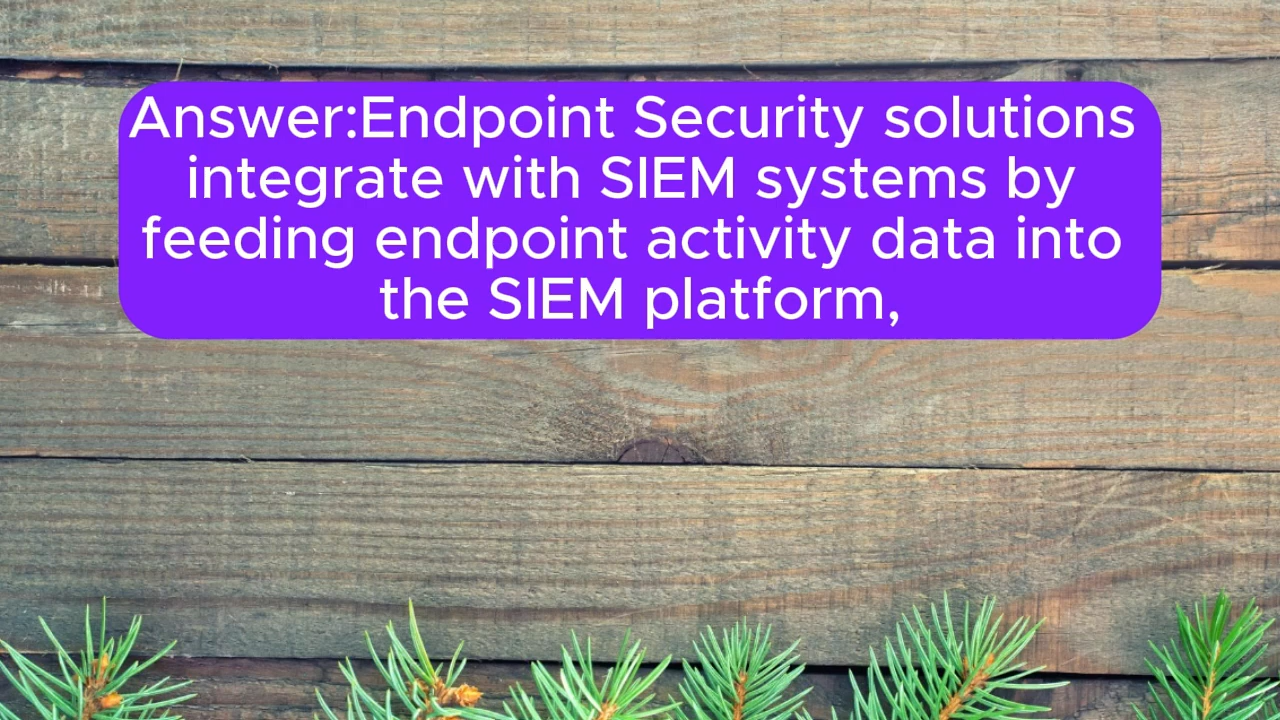 Answer:Endpoint Security solutions
integrate with SIEM systems by
feeding endpoint activity data into
the SIEM platform,